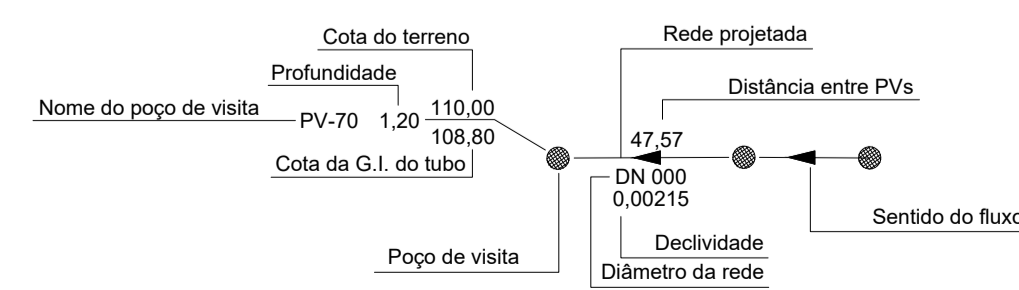 Cota do terreno
Rede projetada
Profundidade
Distância entre PVs
Nome do poço de visita
PV-70 1,20 110,00
108,80
47,57
Cota da G.I. do tubo
DN 000
0,00215
Sentido do fluxo
Declividade
Poço de visita
Diâmetro da rede